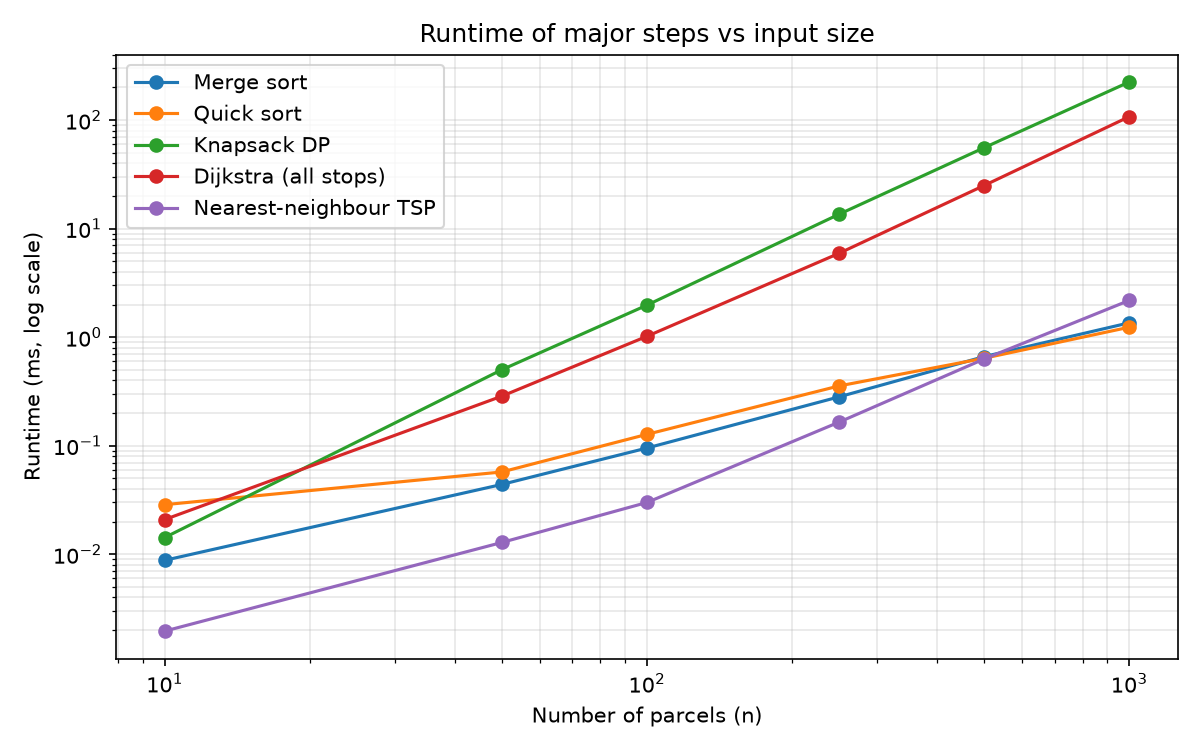 Runtime of major steps vs input size
Merge sort
Quick sort
Knapsack DP
Dijkstra (all stops)
Nearest-neighbour TSP
Runtime (ms, log scale)
10²
10¹
10⁰
10⁻¹
10⁻²
10¹ 10² 10³
Number of parcels (n)